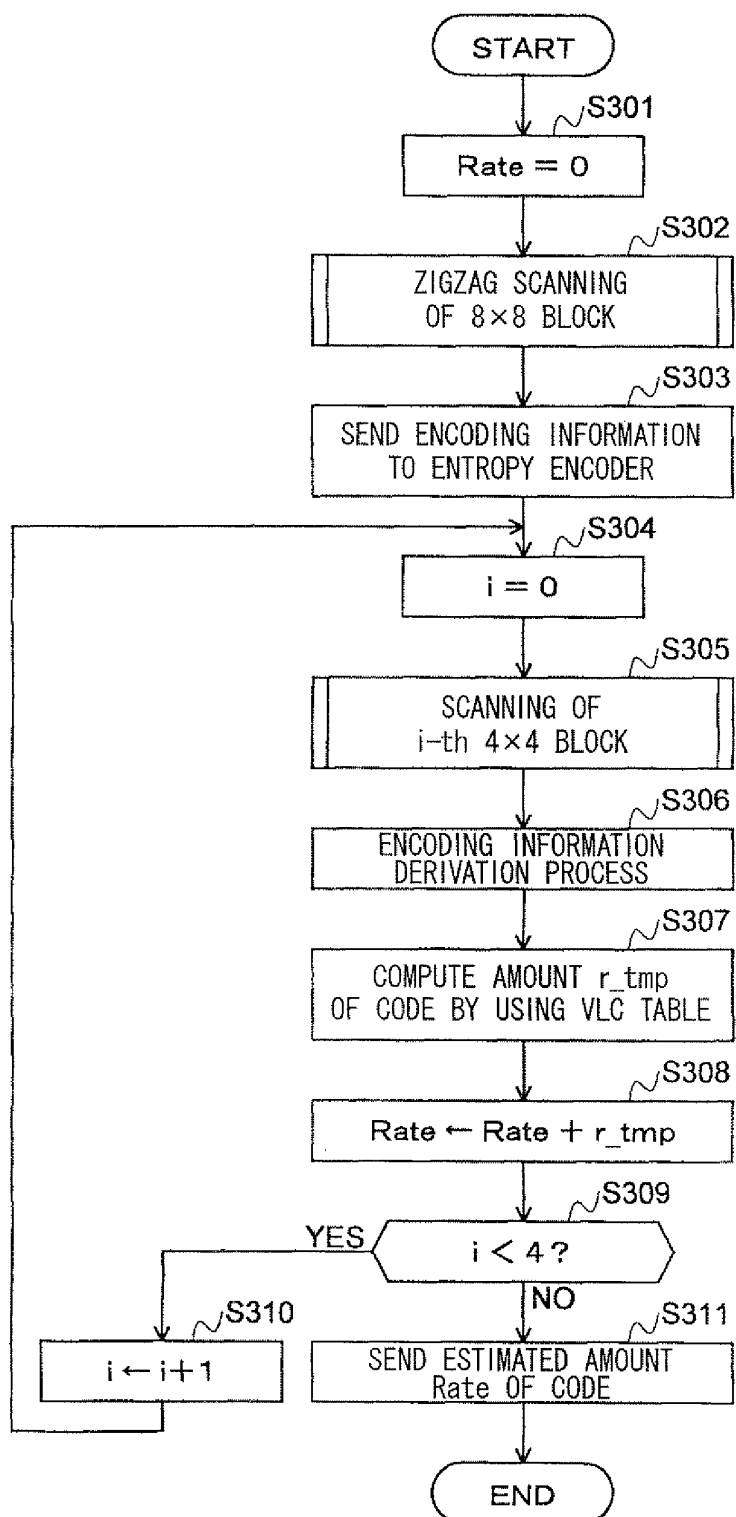 START
S301
Rate = 0
S302
ZIGZAG SCANNING
OF 8×8 BLOCK
S303
SEND ENCODING INFORMATION
TO ENTROPY ENCODER
S304
i = 0
S305
SCANNING OF
i-th 4×4 BLOCK
S306
ENCODING INFORMATION
DERIVATION PROCESS
S307
COMPUTE AMOUNT r_tmp
OF CODE BY USING VLC TABLE
S308
Rate ← Rate + r_tmp
S309
i < 4?
YES
NO
S310
i ← i+1
S311
SEND ESTIMATED AMOUNT
Rate OF CODE
END